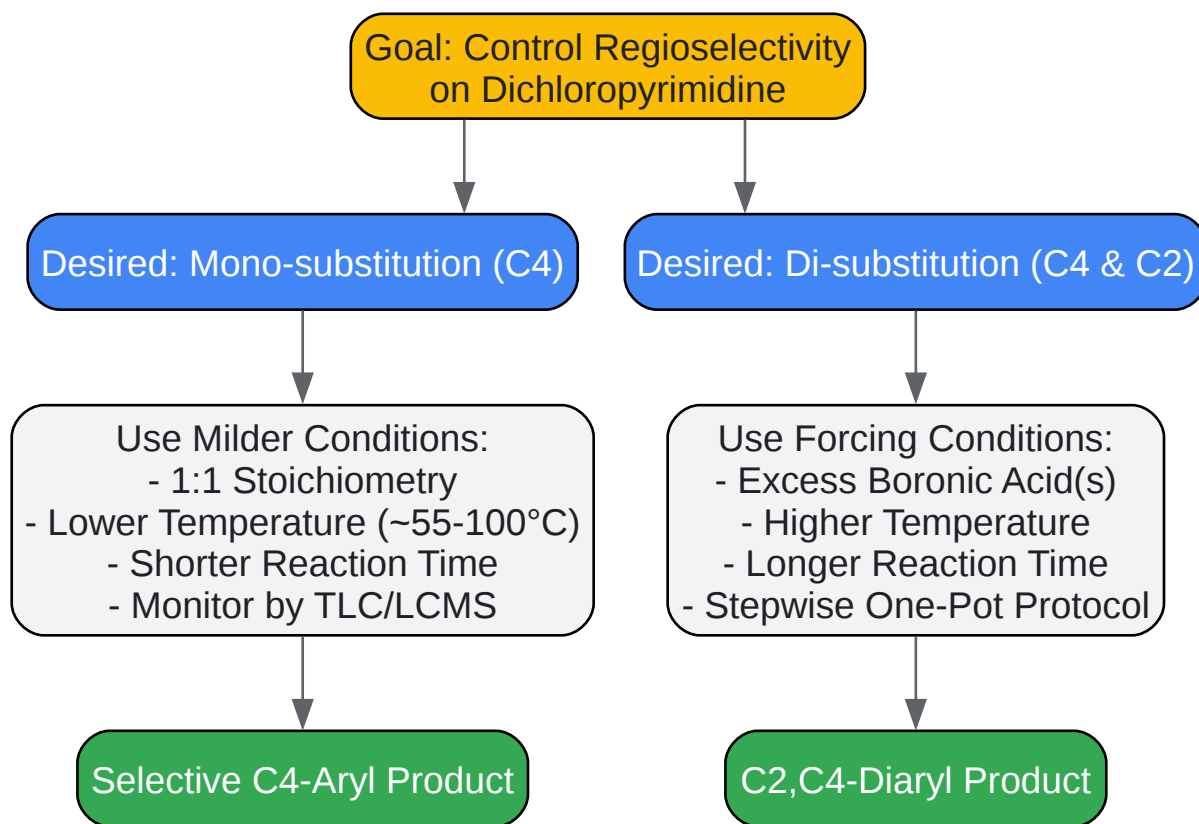 Goal: Control Regioselectivity
on Dichloropyrimidine
Desired: Mono-substitution (C4)
Desired: Di-substitution (C4 & C2)
Use Milder Conditions:
- 1:1 Stoichiometry
- Lower Temperature (~55-100°C)
- Shorter Reaction Time
- Monitor by TLC/LCMS
Use Forcing Conditions:
- Excess Boronic Acid(s)
- Higher Temperature
- Longer Reaction Time
- Stepwise One-Pot Protocol
Selective C4-Aryl Product
C2,C4-Diaryl Product